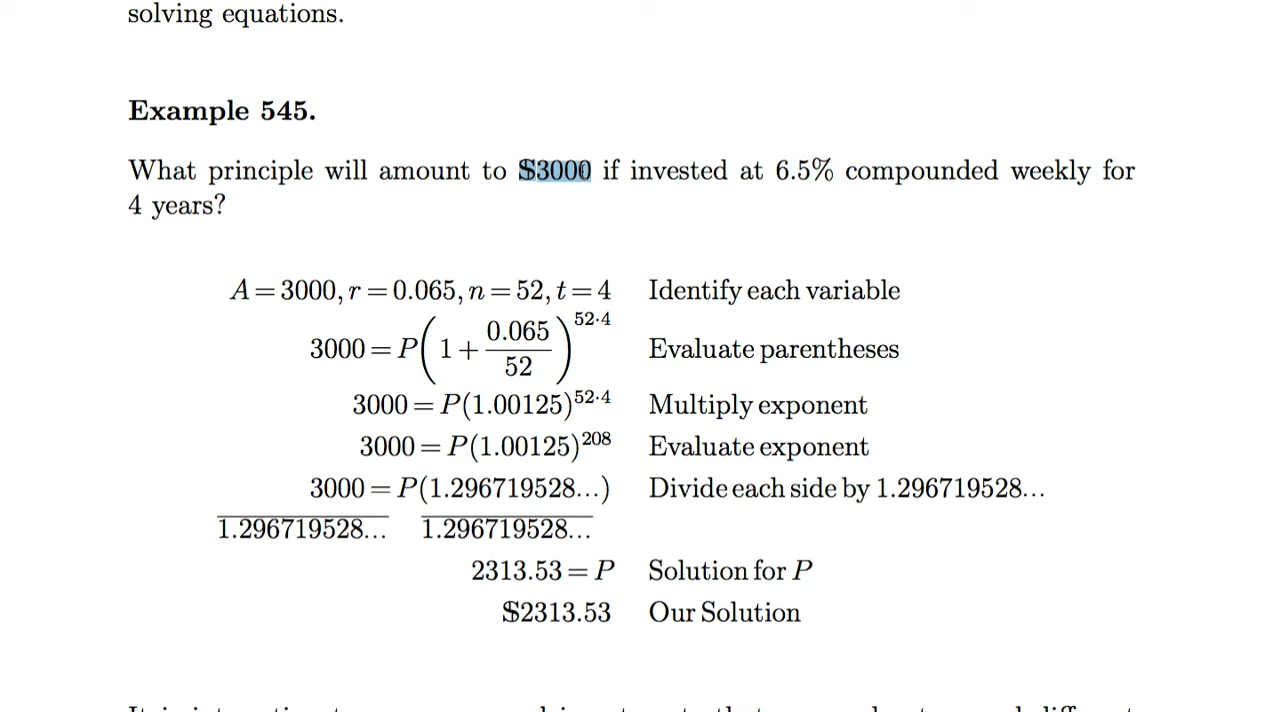 solving equations.
Example 545.
What principle will amount to $3000 if invested at 6.5% compounded weekly for
4 years?
A = 3000, r = 0.065, n = 52, t = 4 Identify each variable
3000 = P(1 + 0.065/52)^52·4 Evaluate parentheses
3000 = P(1.00125)^52·4 Multiply exponent
3000 = P(1.00125)^208 Evaluate exponent
3000 = P(1.296719528...) Divide each side by 1.296719528...
1.296719528... 1.296719528...
2313.53 = P Solution for P
$2313.53 Our Solution